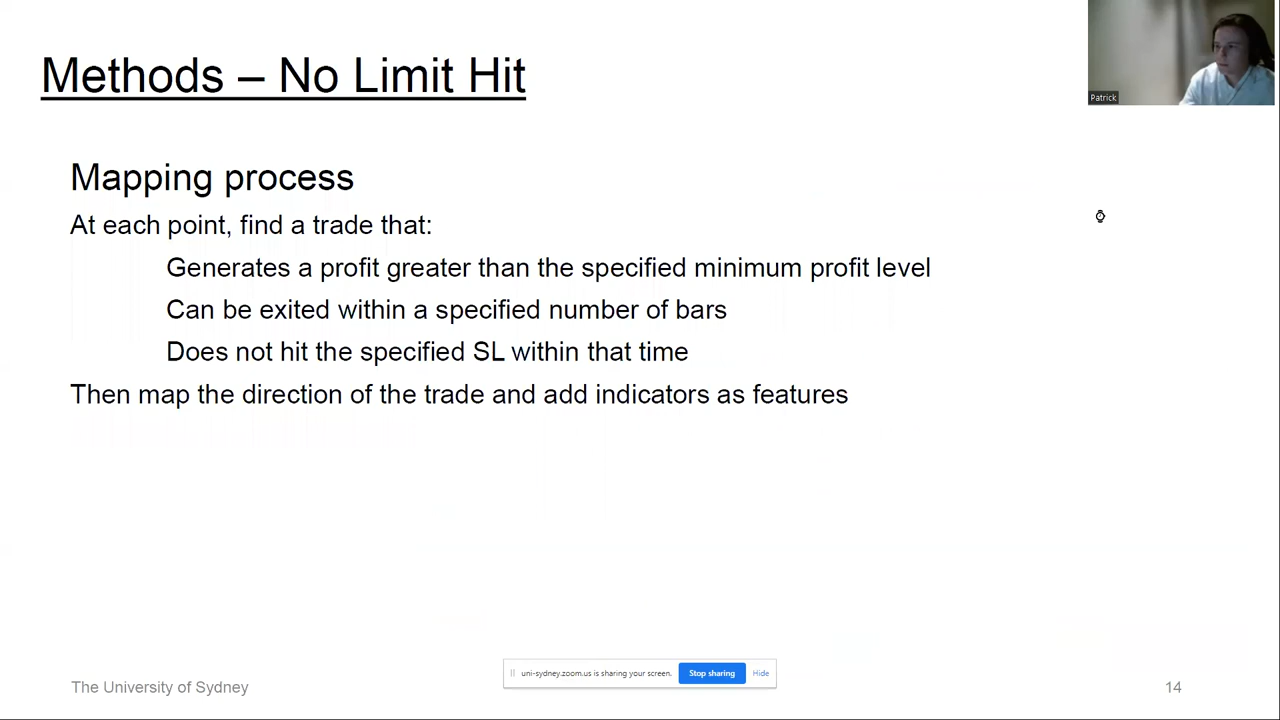 Methods – No Limit Hit
Patrick
Mapping process
At each point, find a trade that:
Generates a profit greater than the specified minimum profit level
Can be exited within a specified number of bars
Does not hit the specified SL within that time
Then map the direction of the trade and add indicators as features
uni-sydney.zoom.us is sharing your screen. Stop sharing Hide
The University of Sydney 14